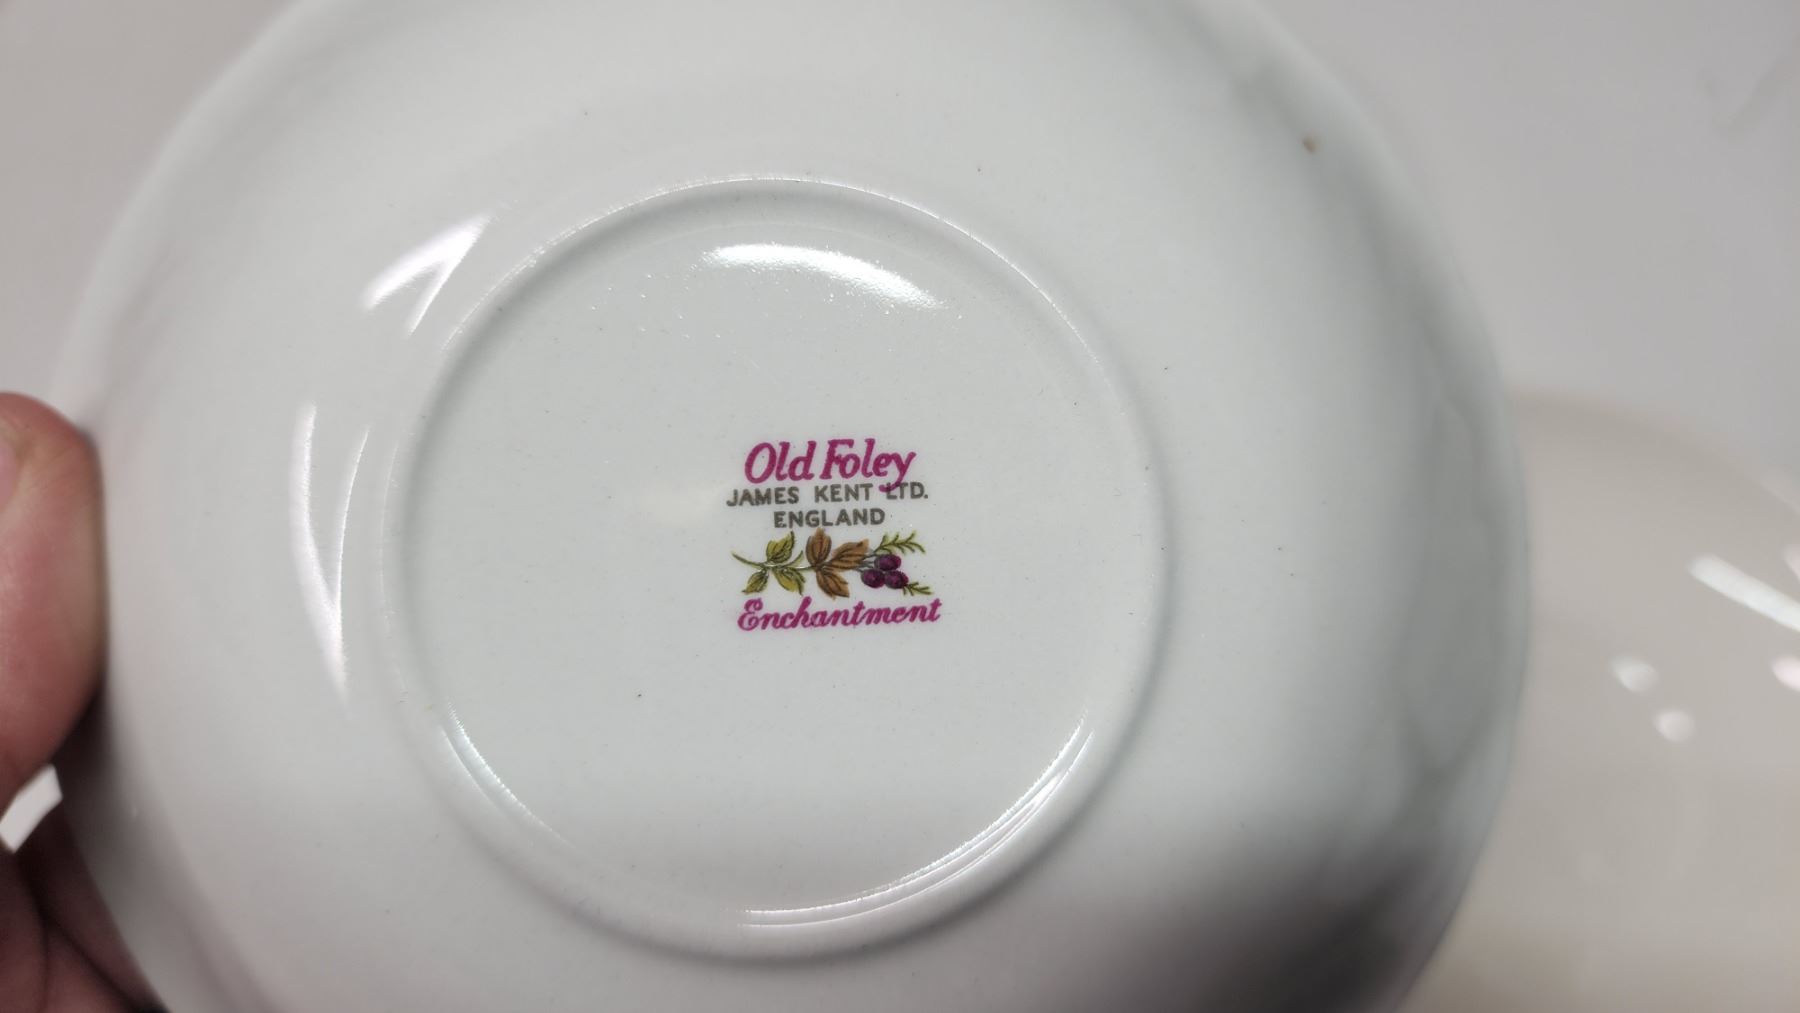 Old Foley
JAMES KENT LTD.
ENGLAND
Enchantment